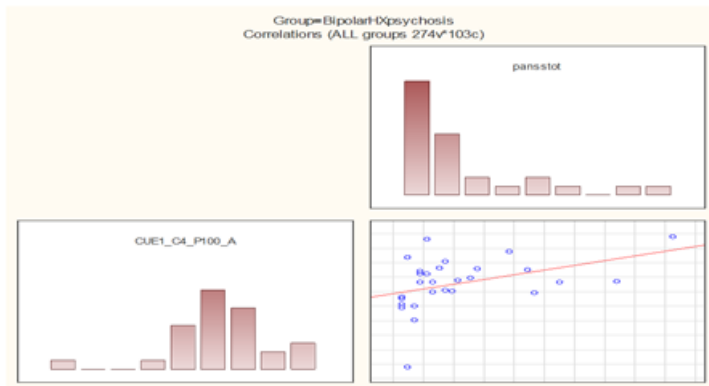 Group=BipolarHXpsychosis
Correlations (ALL groups 274v*103c)
pansstot
CUE1_C4_P100_A